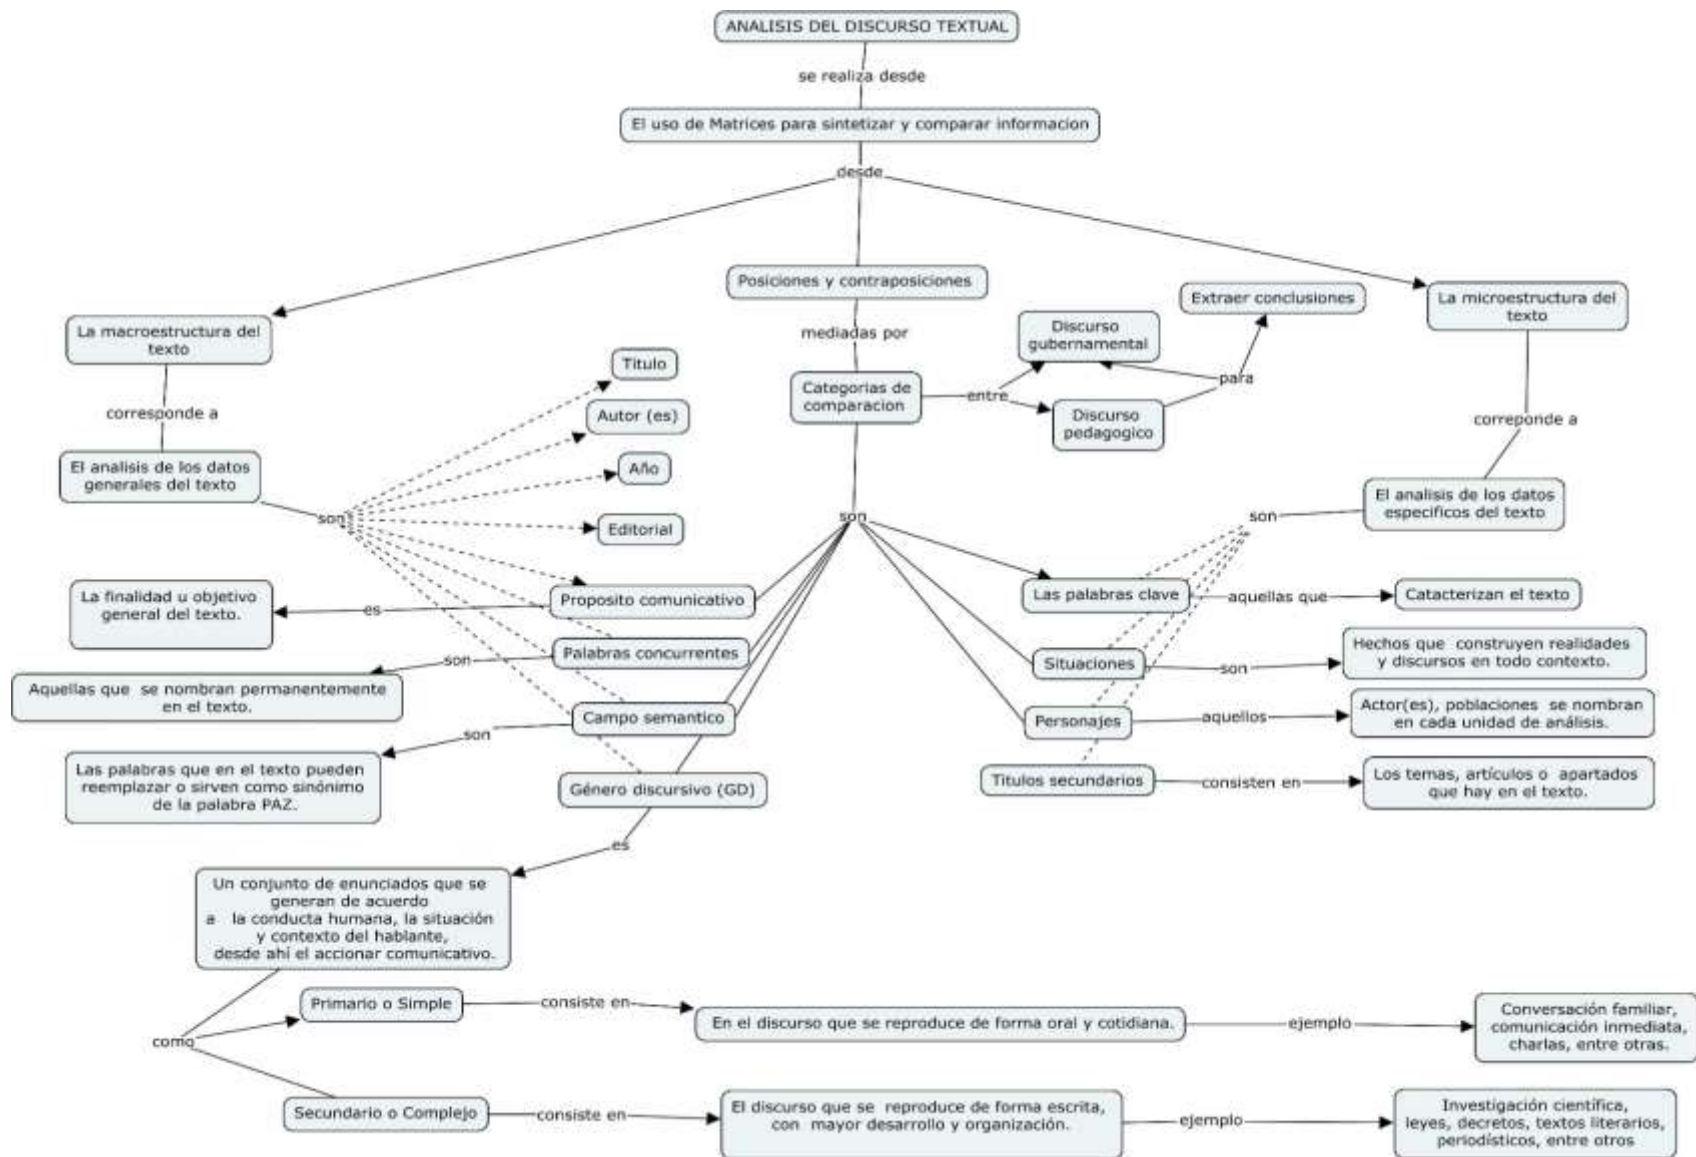 ANALISIS DEL DISCURSO TEXTUAL
se realiza desde
El uso de Matrices para sintetizar y comparar informacion
desde
La macroestructura del
texto
corresponde a
El analisis de los datos
generales del texto
son
Titulo
Autor (es)
Año
Editorial
Posiciones y contraposiciones
mediadas por
Categorias de
comparacion
entre
Discurso
gubernamental
Discurso
pedagogico
para
Extraer conclusiones
La microestructura del
texto
correponde a
El analisis de los datos
especificos del texto
son
son
Proposito comunicativo
es
La finalidad u objetivo
general del texto.
Palabras concurrentes
son
Aquellas que se nombran permanentemente
en el texto.
Campo semantico
son
Las palabras que en el texto pueden
reemplazar o sirven como sinónimo
de la palabra PAZ.
Género discursivo (GD)
es
Las palabras clave
aquellas que
Catacterizan el texto
Situaciones
son
Hechos que construyen realidades
y discursos en todo contexto.
Personajes
aquellos
Actor(es), poblaciones se nombran
en cada unidad de análisis.
Titulos secundarios
consisten en
Los temas, artículos o apartados
que hay en el texto.
Un conjunto de enunciados que se
generan de acuerdo
a la conducta humana, la situación
y contexto del hablante,
desde ahí el accionar comunicativo.
como
Primario o Simple
consiste en
En el discurso que se reproduce de forma oral y cotidiana.
ejemplo
Conversación familiar,
comunicación inmediata,
charlas, entre otras.
Secundario o Complejo
consiste en
El discurso que se reproduce de forma escrita,
con mayor desarrollo y organización.
ejemplo
Investigación científica,
leyes, decretos, textos literarios,
periodísticos, entre otros